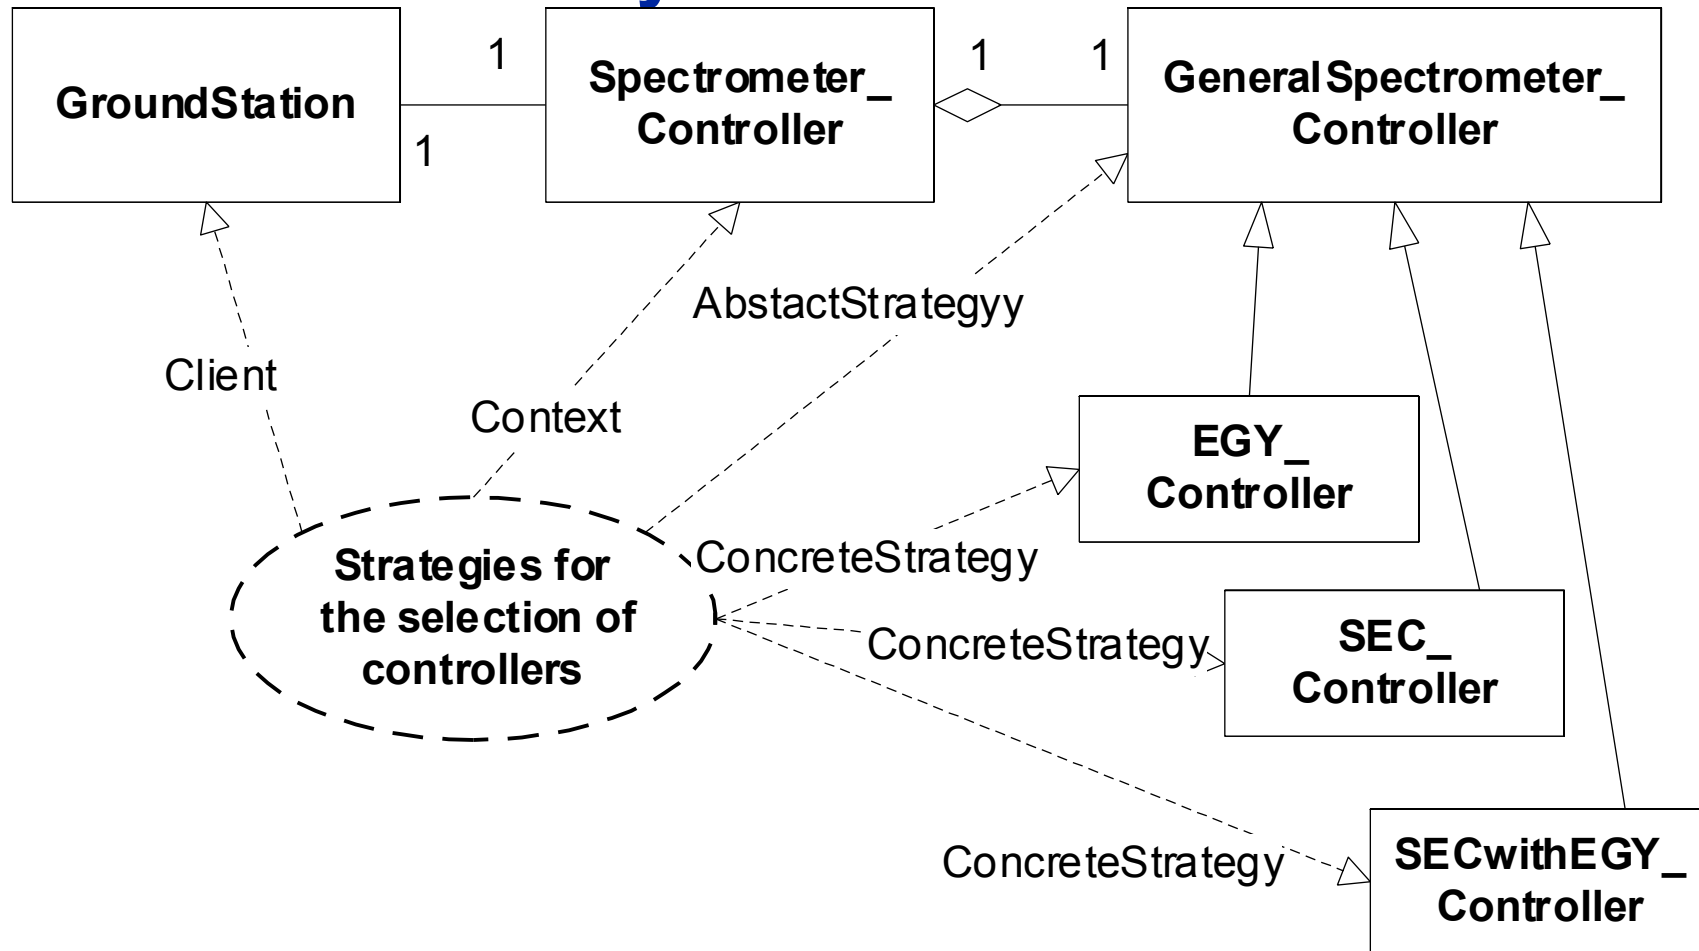 1
1
1
GroundStation
Spectrometer_
Controller
GeneralSpectrometer_
Controller
1
AbstactStrategyy
Client
Context
EGY_
Controller
ConcreteStrategy
Strategies for
the selection of
controllers
ConcreteStrategy
SEC_
Controller
ConcreteStrategy
SECwithEGY_
Controller